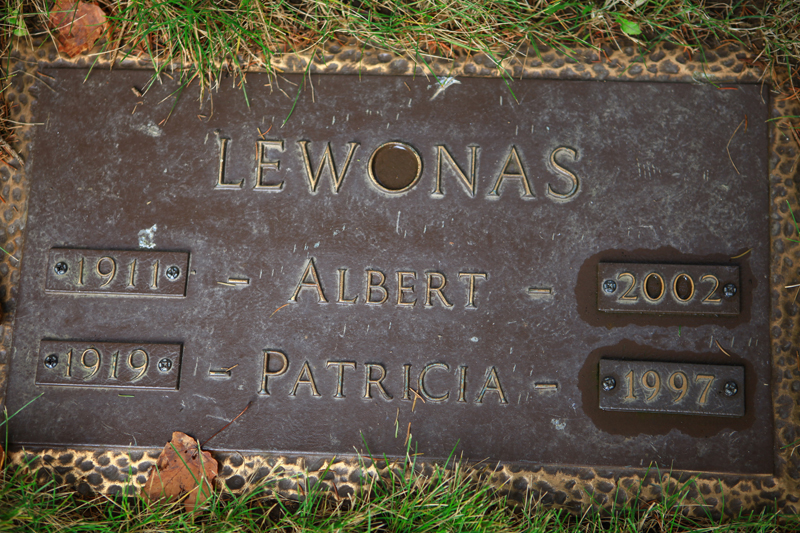 LEWONAS
1911 - ALBERT - 2002
1919 - PATRICIA - 1997